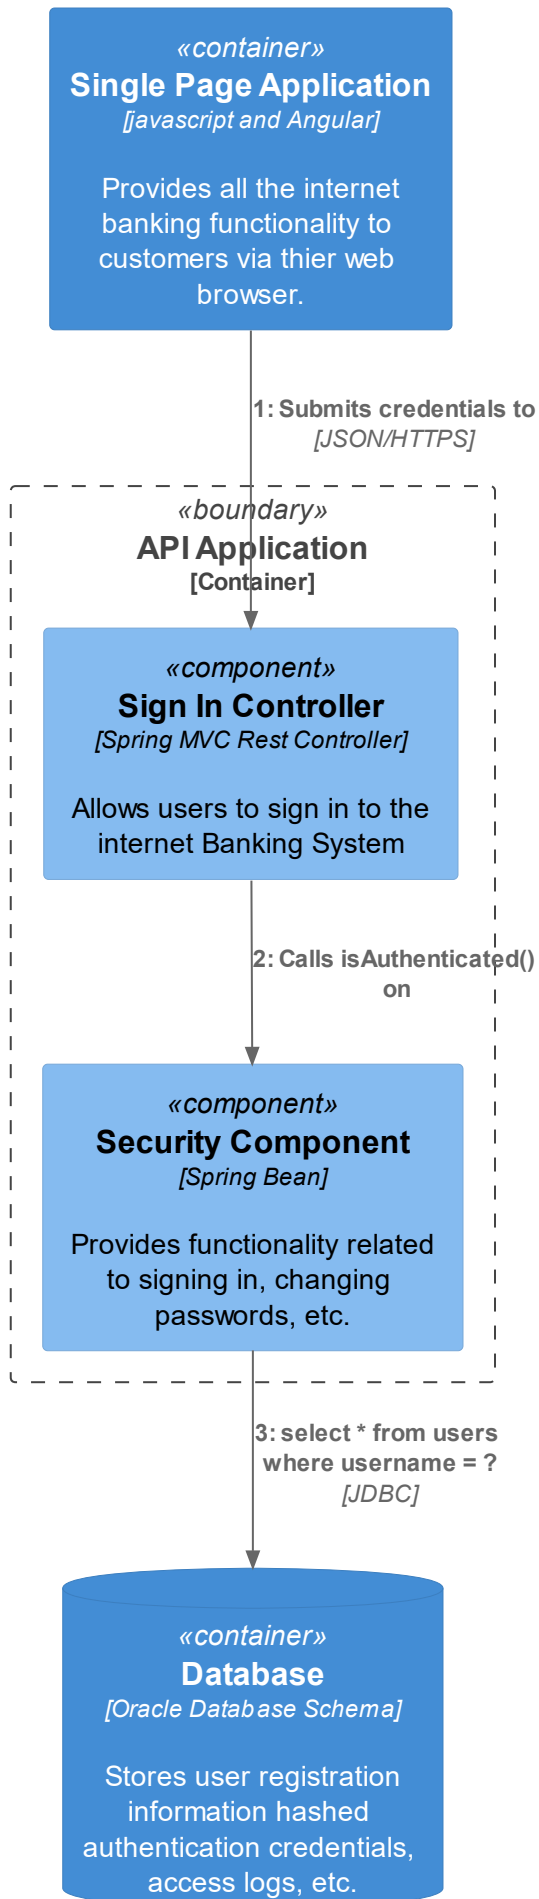 «container»
Single Page Application
[javascript and Angular]
Provides all the internet
banking functionality to
customers via thier web
browser.
1: Submits credentials to
[JSON/HTTPS]
«boundary»
API Application
[Container]
«component»
Sign In Controller
[Spring MVC Rest Controller]
Allows users to sign in to the
internet Banking System
2: Calls isAuthenticated()
on
«component»
Security Component
[Spring Bean]
Provides functionality related
to signing in, changing
passwords, etc.
3: select * from users
where username = ?
[JDBC]
«container»
Database
[Oracle Database Schema]
Stores user registration
information hashed
authentication credentials,
access logs, etc.